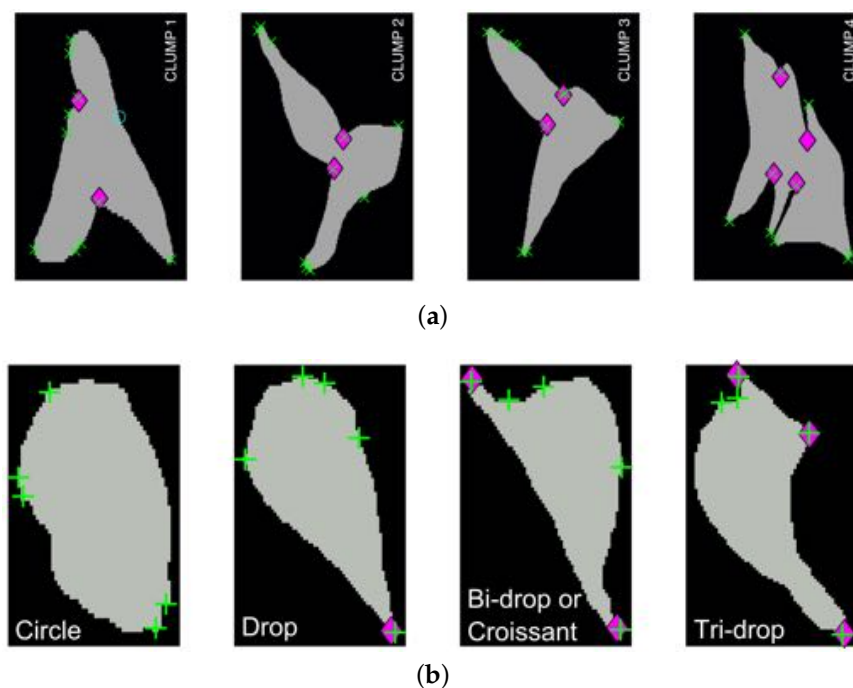 CLUMP 1
CLUMP 2
CLUMP 3
CLUMP 4
(a)
Circle
Drop
Bi-drop or
Croissant
Tri-drop
(b)